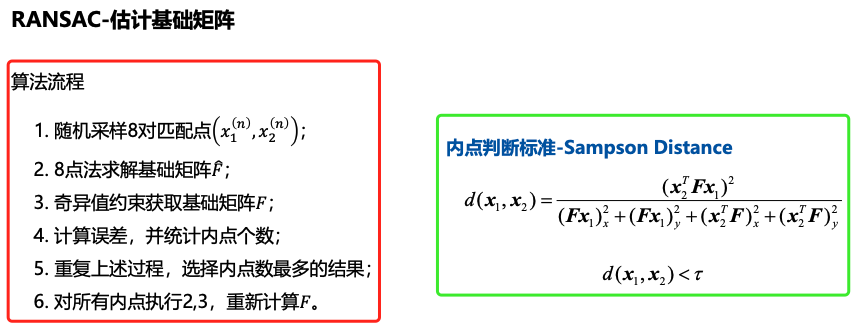 RANSAC-估计基础矩阵
算法流程
1. 随机采样8对匹配点$\left(x_1^{(n)}, x_2^{(n)}\right)$；
2. 8点法求解基础矩阵$\hat{F}$；
3. 奇异值约束获取基础矩阵$F$；
4. 计算误差，并统计内点个数；
5. 重复上述过程，选择内点数最多的结果；
6. 对所有内点执行2,3，重新计算$F$。
内点判断标准-Sampson Distance
$d(\boldsymbol{x}_1, \boldsymbol{x}_2) = \frac{(\boldsymbol{x}_2^T \boldsymbol{F} \boldsymbol{x}_1)^2}{(\boldsymbol{F}\boldsymbol{x}_1)_x^2 + (\boldsymbol{F}\boldsymbol{x}_1)_y^2 + (\boldsymbol{x}_2^T \boldsymbol{F})_x^2 + (\boldsymbol{x}_2^T \boldsymbol{F})_y^2}$
$d(\boldsymbol{x}_1, \boldsymbol{x}_2) < \tau$